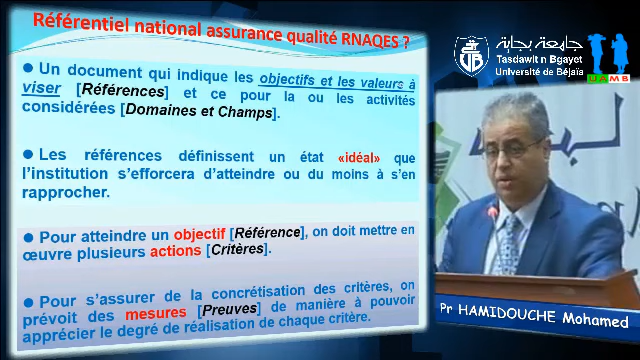 Référentiel national assurance qualité RNAQES ?
● Un document qui indique les objectifs et les valeurs à
viser [Références] et ce pour la ou les activités
considérées [Domaines et Champs].
● Les références définissent un état «idéal» que
l'institution s'efforcera d'atteindre ou du moins à s'en
rapprocher.
● Pour atteindre un objectif [Référence], on doit mettre en
œuvre plusieurs actions [Critères].
● Pour s'assurer de la concrétisation des critères, on
prévoit des mesures [Preuves] de manière à pouvoir
apprécier le degré de réalisation de chaque critère.
جامعة بجاية
Tasdawit n Bgayet
Université de Béjaïa
UAMB
Pr HAMIDOUCHE Mohamed